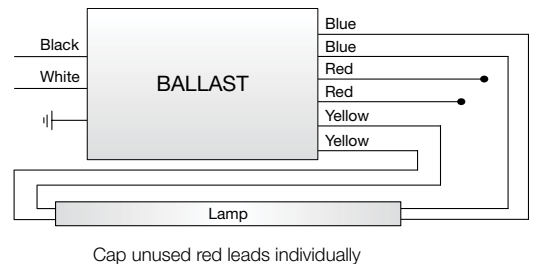 Blue
Black
Blue
Red
White
BALLAST
Red
Yellow
Yellow
Lamp
Cap unused red leads individually